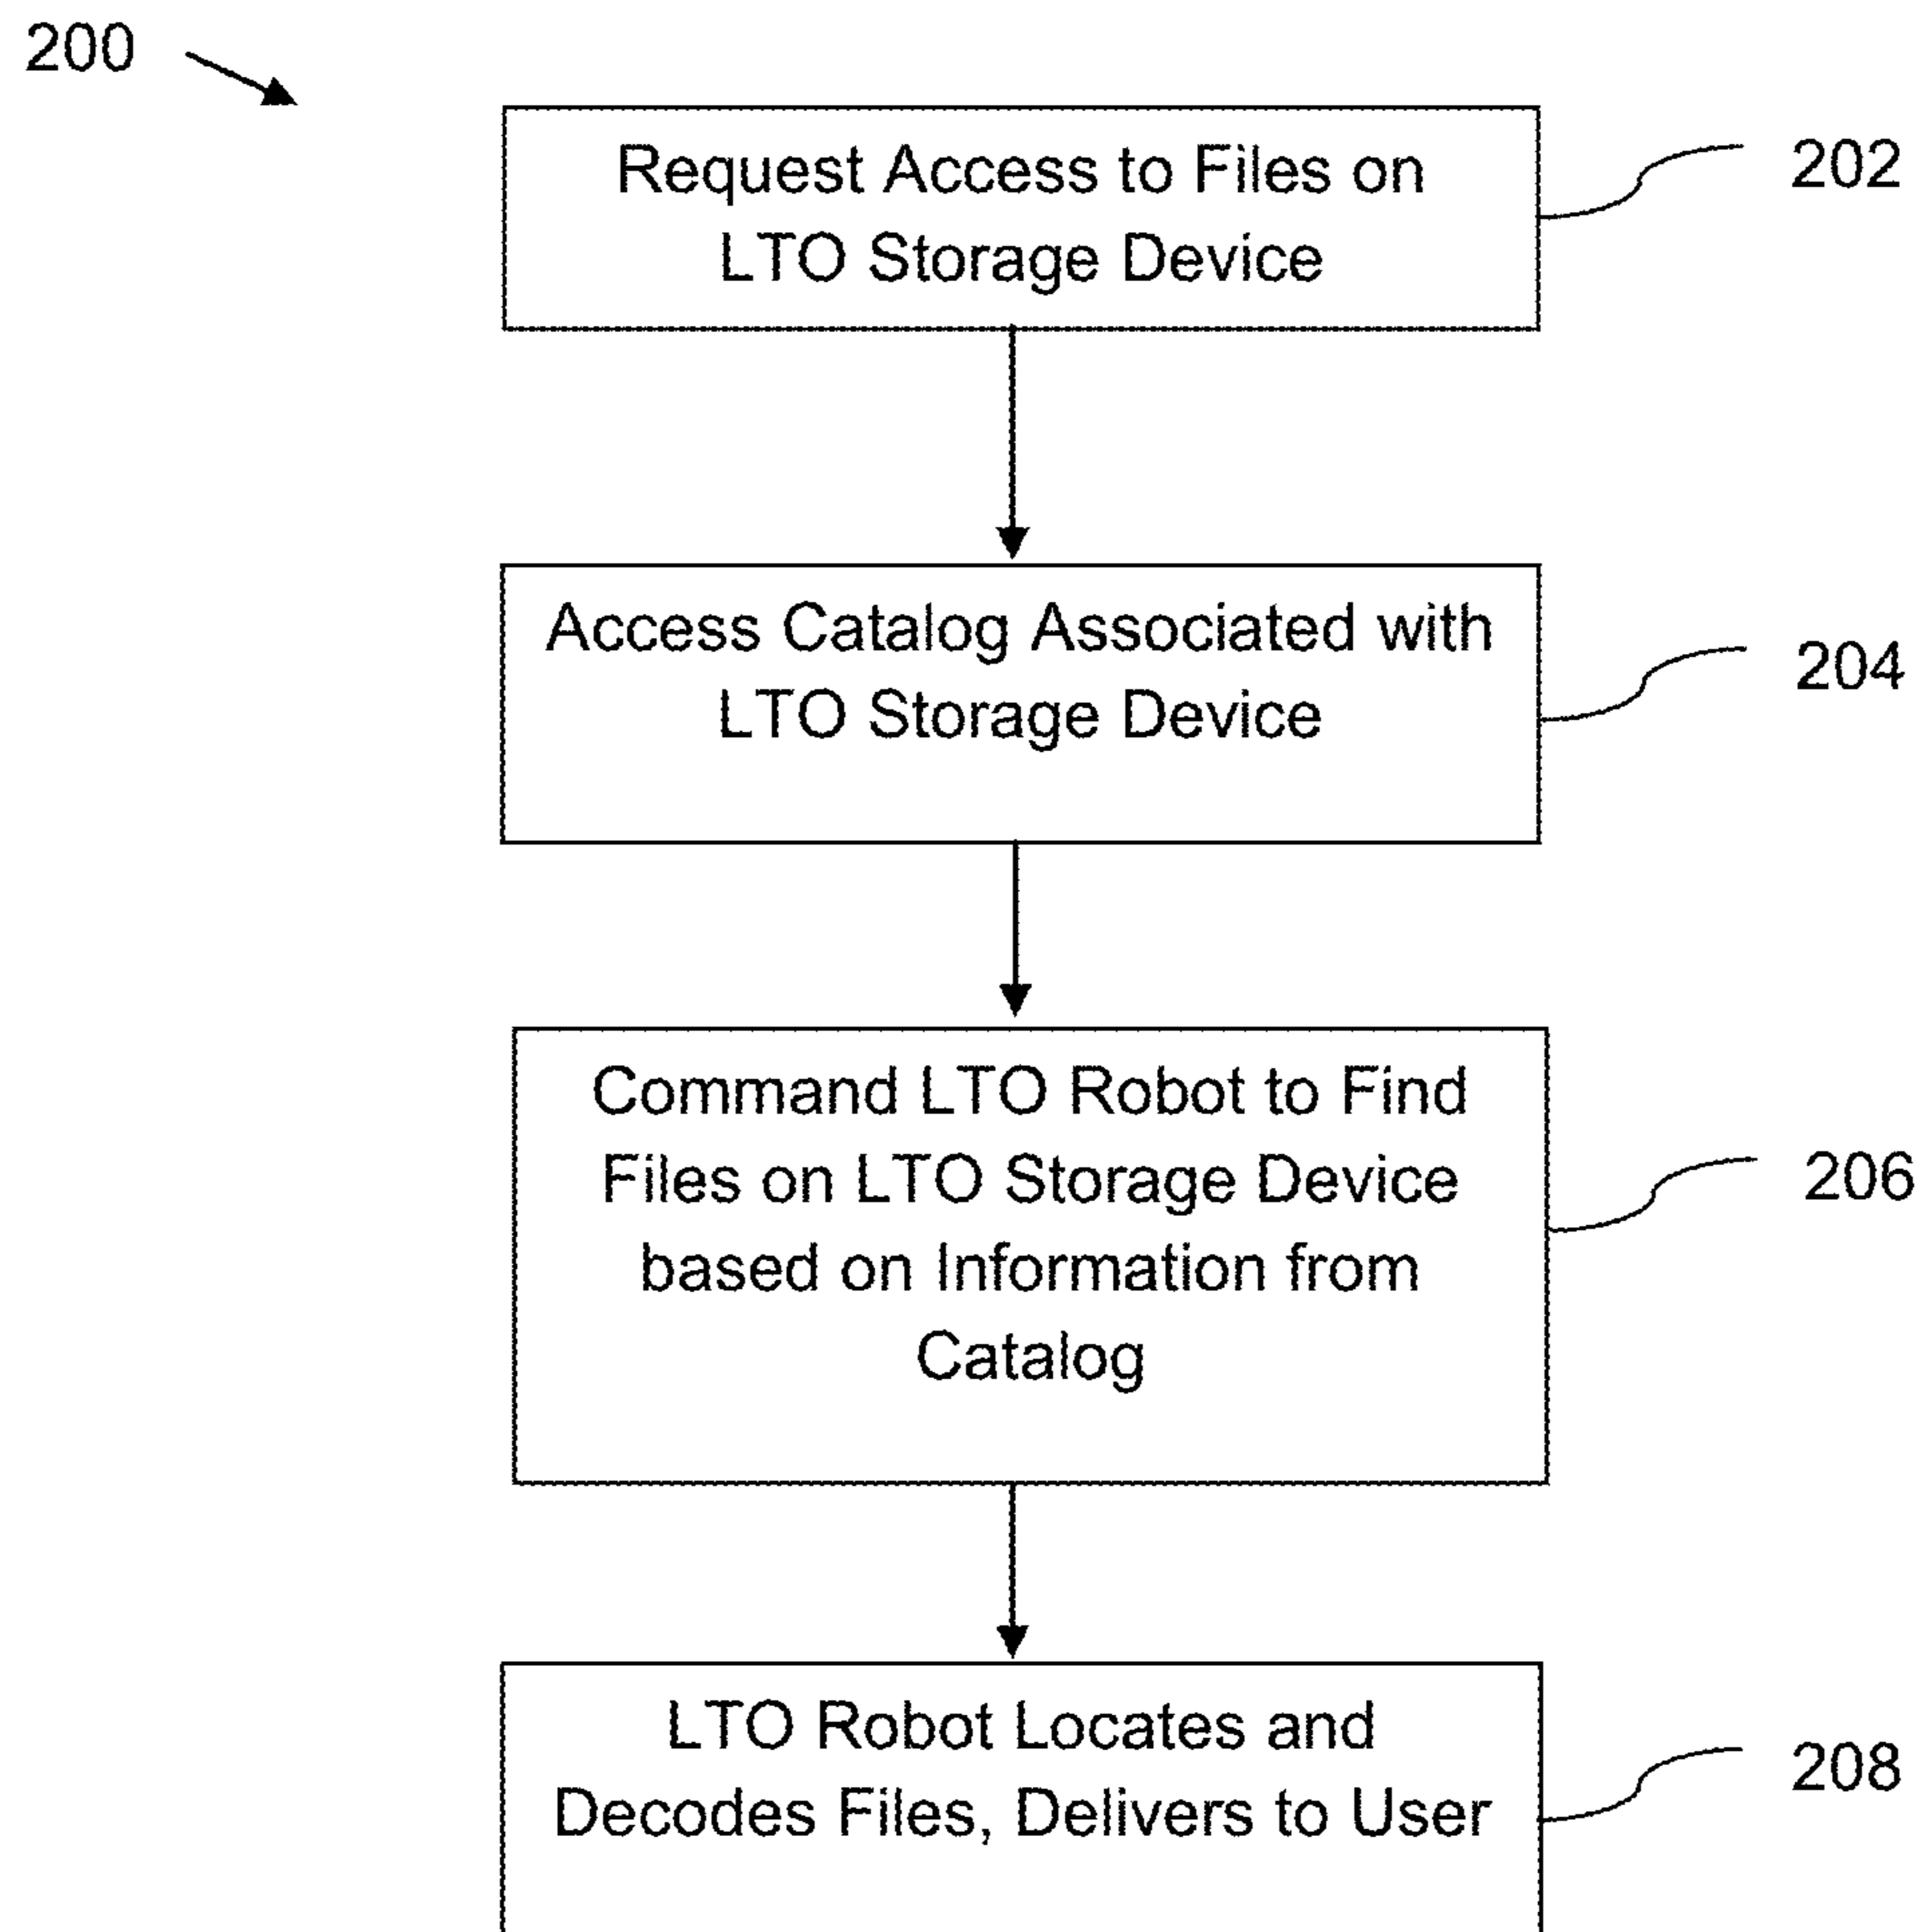 200
Request Access to Files on
LTO Storage Device
202
Access Catalog Associated with
LTO Storage Device
204
Command LTO Robot to Find
Files on LTO Storage Device
based on Information from
Catalog
206
LTO Robot Locates and
Decodes Files, Delivers to User
208